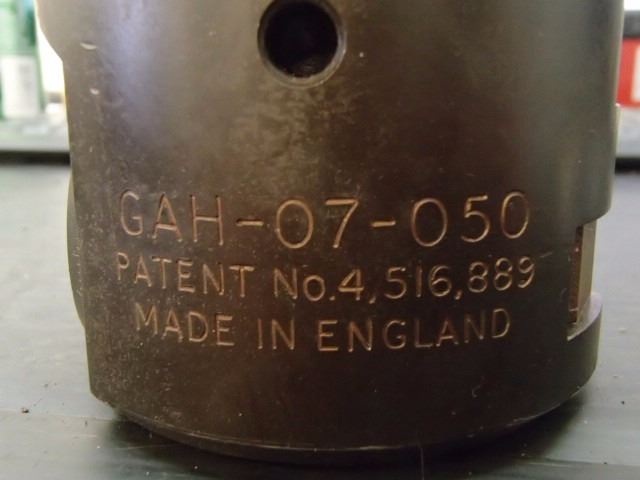 GAH-07-050
PATENT No.4,516,889
MADE IN ENGLAND